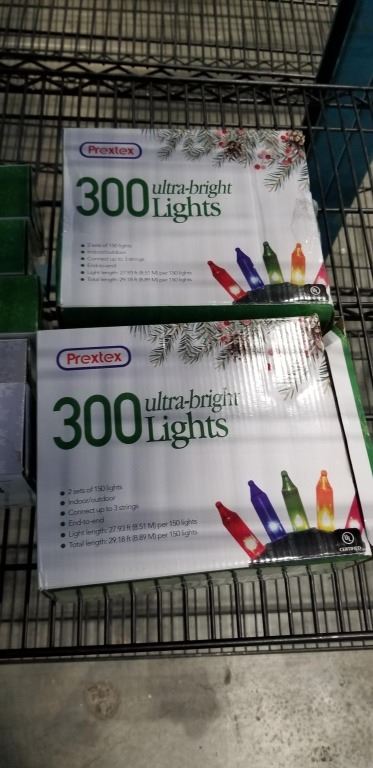 Prextex
300 ultra-bright
Lights
• 2 sets of 150 lights
• Indoor/outdoor
• Connect up to 3 strings
• End-to-end
• Light length: 27.93 ft (8.51 M) per 150 lights
• Total length: 29.18 ft (8.89 M) per 150 lights
UL
Prextex
300 ultra-bright
Lights
• 2 sets of 150 lights
• Indoor/outdoor
• Connect up to 3 strings
• End-to-end
• Light length: 27.93 ft (8.51 M) per 150 lights
• Total length: 29.18 ft (8.89 M) per 150 lights
UL
CERTIFIED